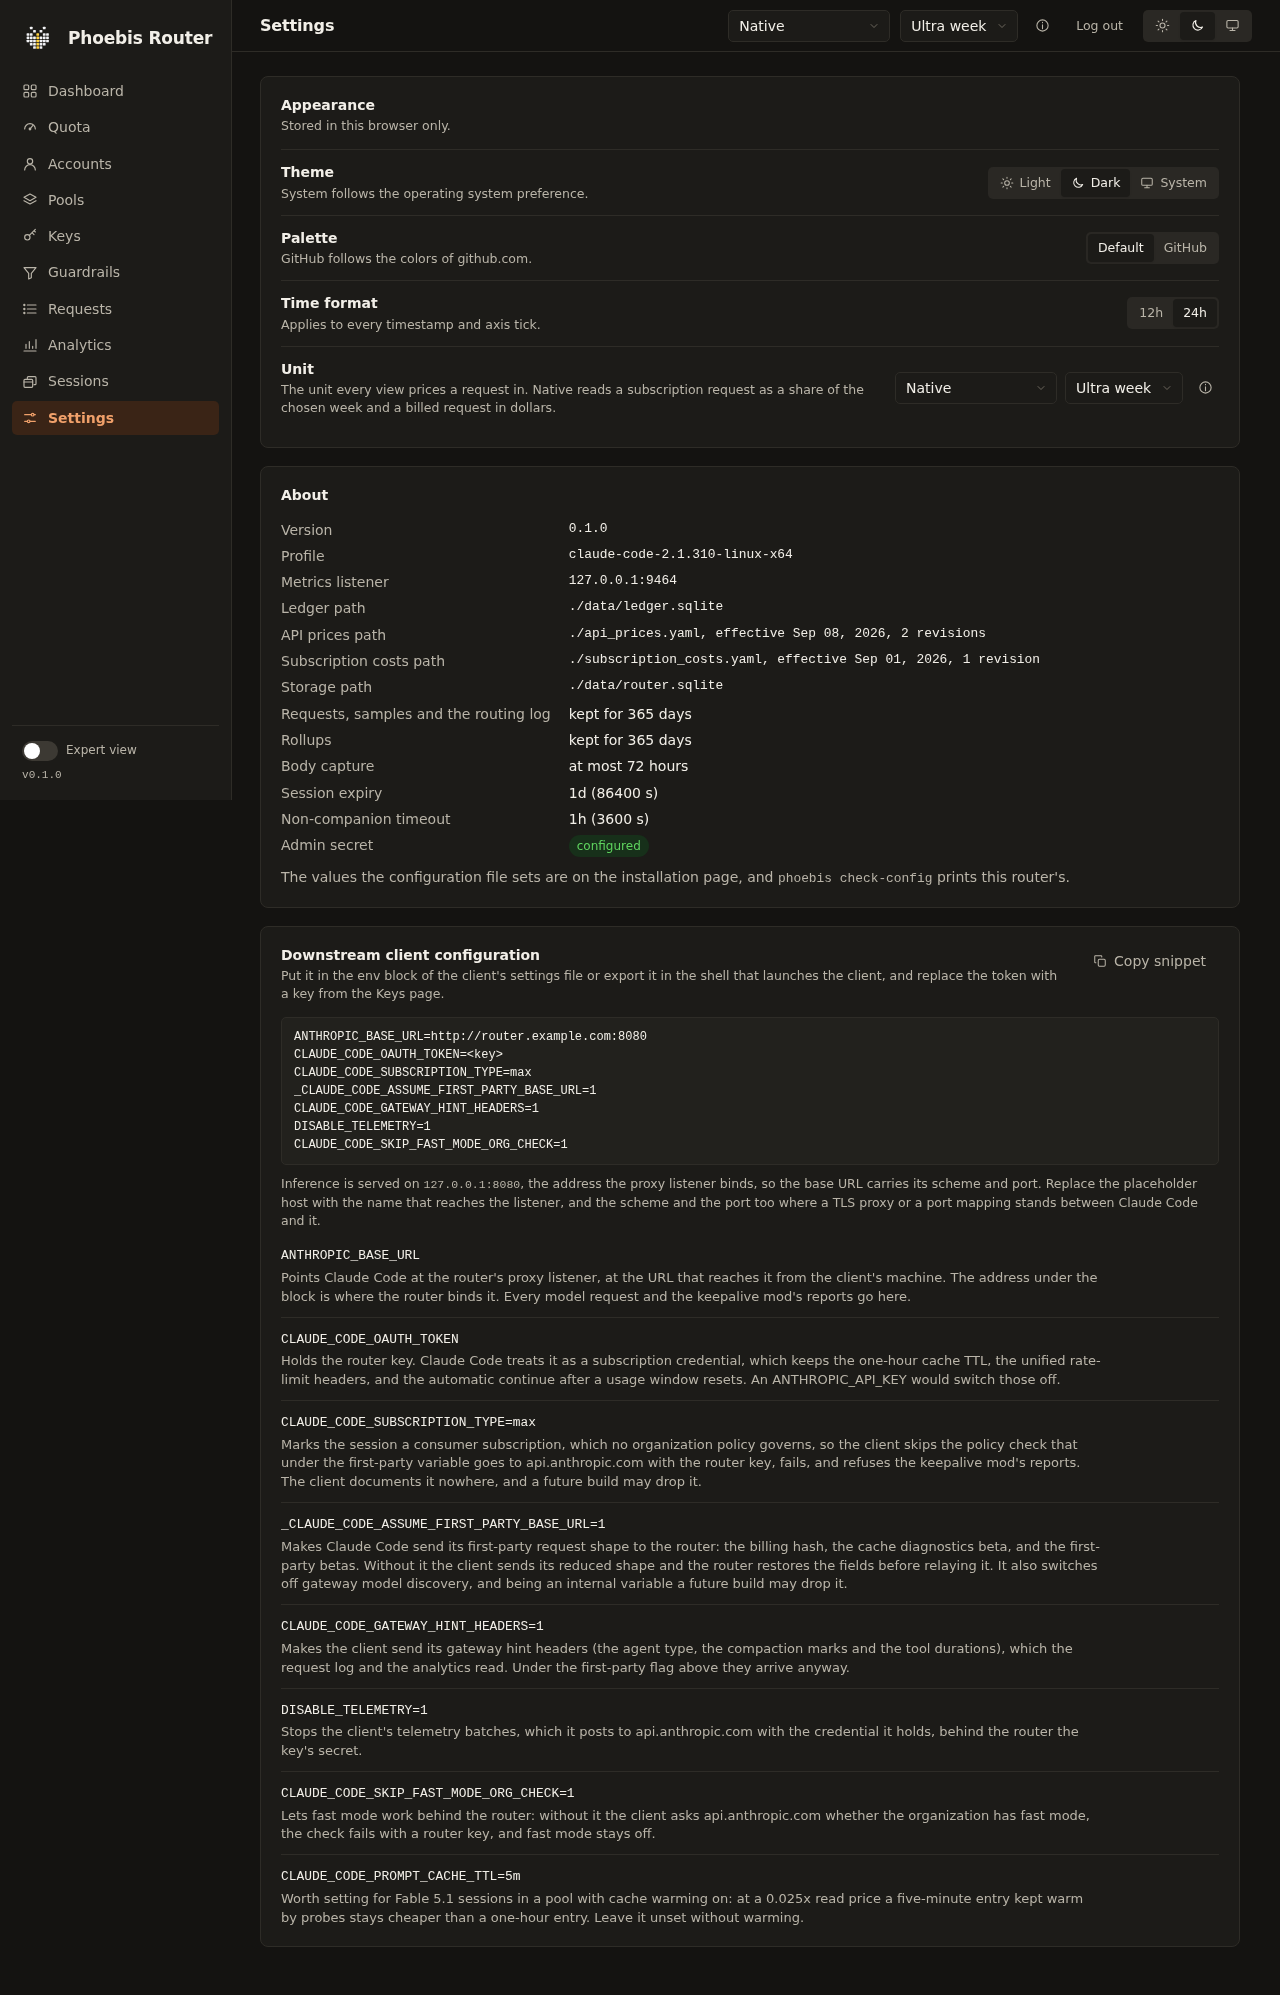 Phoebis Router
Dashboard
Quota
Accounts
Pools
Keys
Guardrails
Requests
Analytics
Sessions
Settings
Expert view
v0.1.0
Settings
Native
Ultra week
Log out
Appearance
Stored in this browser only.
Theme
System follows the operating system preference.
Light
Dark
System
Palette
GitHub follows the colors of github.com.
Default
GitHub
Time format
Applies to every timestamp and axis tick.
12h
24h
Unit
The unit every view prices a request in. Native reads a subscription request as a share of the
chosen week and a billed request in dollars.
Native
Ultra week
About
Version 0.1.0
Profile claude-code-2.1.310-linux-x64
Metrics listener 127.0.0.1:9464
Ledger path ./data/ledger.sqlite
API prices path ./api_prices.yaml, effective Sep 08, 2026, 2 revisions
Subscription costs path ./subscription_costs.yaml, effective Sep 01, 2026, 1 revision
Storage path ./data/router.sqlite
Requests, samples and the routing log kept for 365 days
Rollups kept for 365 days
Body capture at most 72 hours
Session expiry 1d (86400 s)
Non-companion timeout 1h (3600 s)
Admin secret configured
The values the configuration file sets are on the installation page, and phoebis check-config prints this router's.
Downstream client configuration
Put it in the env block of the client's settings file or export it in the shell that launches the client, and replace the token with
a key from the Keys page.
Copy snippet
ANTHROPIC_BASE_URL=http://router.example.com:8080
CLAUDE_CODE_OAUTH_TOKEN=<key>
CLAUDE_CODE_SUBSCRIPTION_TYPE=max
_CLAUDE_CODE_ASSUME_FIRST_PARTY_BASE_URL=1
CLAUDE_CODE_GATEWAY_HINT_HEADERS=1
DISABLE_TELEMETRY=1
CLAUDE_CODE_SKIP_FAST_MODE_ORG_CHECK=1
Inference is served on 127.0.0.1:8080, the address the proxy listener binds, so the base URL carries its scheme and port. Replace the placeholder
host with the name that reaches the listener, and the scheme and the port too where a TLS proxy or a port mapping stands between Claude Code
and it.
ANTHROPIC_BASE_URL
Points Claude Code at the router's proxy listener, at the URL that reaches it from the client's machine. The address under the
block is where the router binds it. Every model request and the keepalive mod's reports go here.
CLAUDE_CODE_OAUTH_TOKEN
Holds the router key. Claude Code treats it as a subscription credential, which keeps the one-hour cache TTL, the unified rate-
limit headers, and the automatic continue after a usage window resets. An ANTHROPIC_API_KEY would switch those off.
CLAUDE_CODE_SUBSCRIPTION_TYPE=max
Marks the session a consumer subscription, which no organization policy governs, so the client skips the policy check that
under the first-party variable goes to api.anthropic.com with the router key, fails, and refuses the keepalive mod's reports.
The client documents it nowhere, and a future build may drop it.
_CLAUDE_CODE_ASSUME_FIRST_PARTY_BASE_URL=1
Makes Claude Code send its first-party request shape to the router: the billing hash, the cache diagnostics beta, and the first-
party betas. Without it the client sends its reduced shape and the router restores the fields before relaying it. It also switches
off gateway model discovery, and being an internal variable a future build may drop it.
CLAUDE_CODE_GATEWAY_HINT_HEADERS=1
Makes the client send its gateway hint headers (the agent type, the compaction marks and the tool durations), which the
request log and the analytics read. Under the first-party flag above they arrive anyway.
DISABLE_TELEMETRY=1
Stops the client's telemetry batches, which it posts to api.anthropic.com with the credential it holds, behind the router the
key's secret.
CLAUDE_CODE_SKIP_FAST_MODE_ORG_CHECK=1
Lets fast mode work behind the router: without it the client asks api.anthropic.com whether the organization has fast mode,
the check fails with a router key, and fast mode stays off.
CLAUDE_CODE_PROMPT_CACHE_TTL=5m
Worth setting for Fable 5.1 sessions in a pool with cache warming on: at a 0.025x read price a five-minute entry kept warm
by probes stays cheaper than a one-hour entry. Leave it unset without warming.